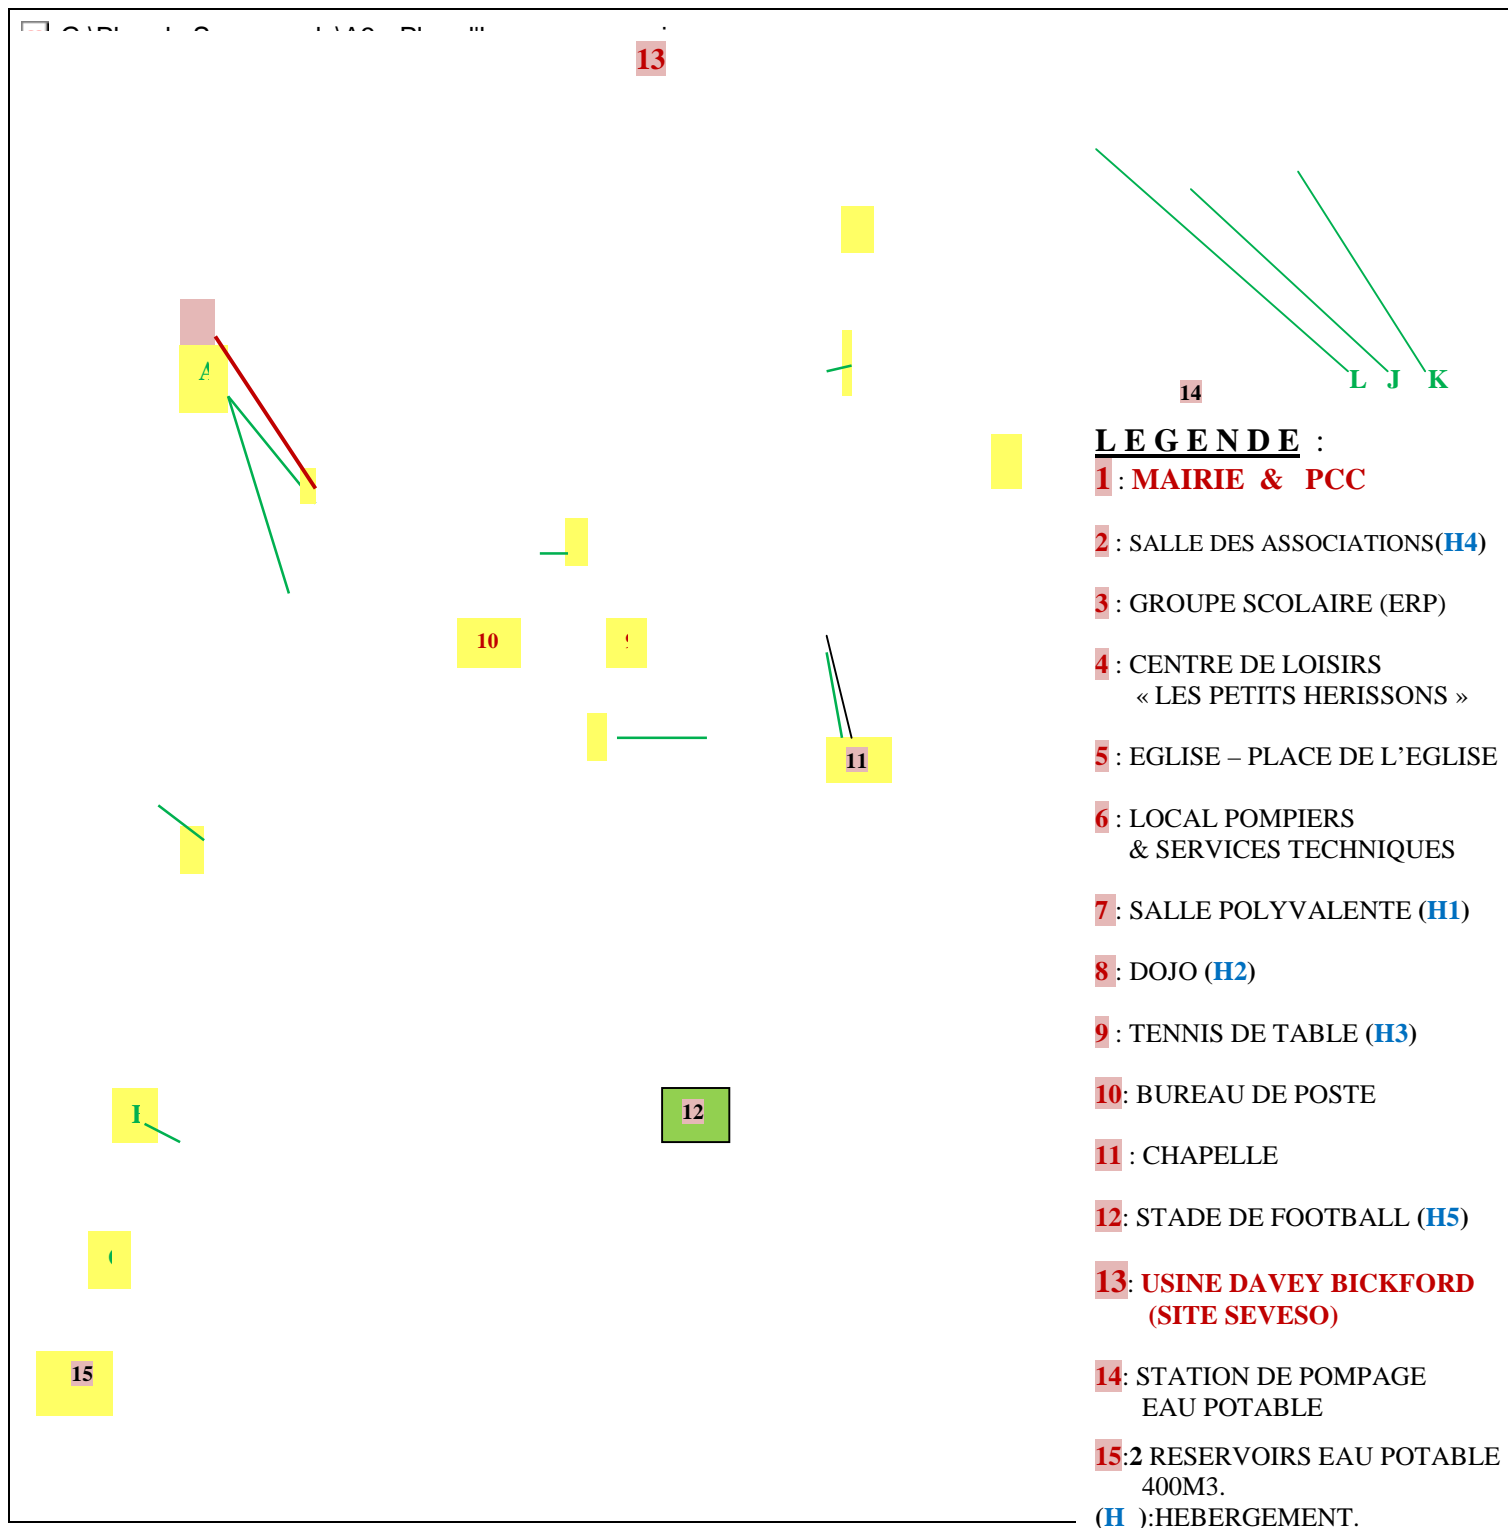 13
L J K
14
A
10
11
12
15
L E G E N D E :
1 : MAIRIE & PCC
2 : SALLE DES ASSOCIATIONS(H4)
3 : GROUPE SCOLAIRE (ERP)
4 : CENTRE DE LOISIRS
« LES PETITS HERISSONS »
5 : EGLISE – PLACE DE L’EGLISE
6 : LOCAL POMPIERS
& SERVICES TECHNIQUES
7 : SALLE POLYVALENTE (H1)
8 : DOJO (H2)
9 : TENNIS DE TABLE (H3)
10: BUREAU DE POSTE
11 : CHAPELLE
12: STADE DE FOOTBALL (H5)
13: USINE DAVEY BICKFORD
(SITE SEVESO)
14: STATION DE POMPAGE
EAU POTABLE
15:2 RESERVOIRS EAU POTABLE
400M3.
(H ):HEBERGEMENT.